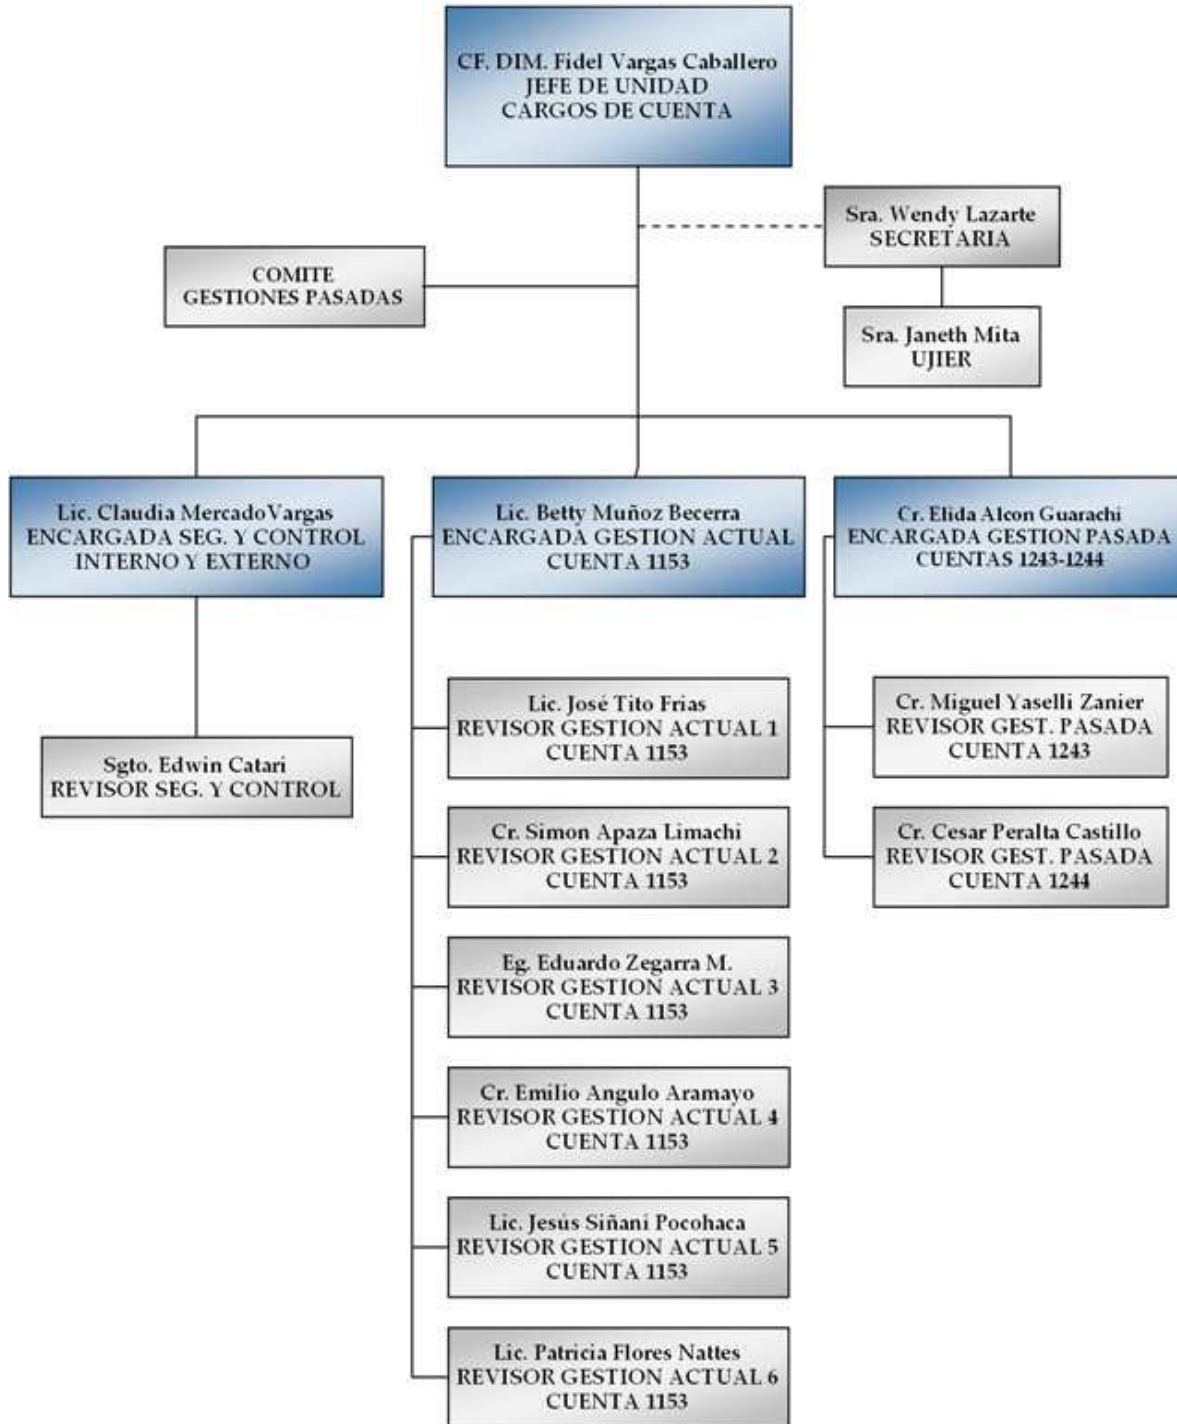 CF. DIM. Fidel Vargas Caballero
JEFE DE UNIDAD
CARGOS DE CUENTA
Sra. Wendy Lazarte
SECRETARIA
COMITE
GESTIONES PASADAS
Sra. Janeth Mita
UJIER
Lic. Claudia MercadoVargas
ENCARGADA SEG. Y CONTROL
INTERNO Y EXTERNO
Lic. Betty Muñoz Becerra
ENCARGADA GESTION ACTUAL
CUENTA 1153
Cr. Elida Alcon Guarachi
ENCARGADA GESTION PASADA
CUENTAS 1243-1244
Sgto. Edwin Catari
REVISOR SEG. Y CONTROL
Lic. José Tito Frias
REVISOR GESTION ACTUAL 1
CUENTA 1153
Cr. Simon Apaza Limachi
REVISOR GESTION ACTUAL 2
CUENTA 1153
Eg. Eduardo Zegarra M.
REVISOR GESTION ACTUAL 3
CUENTA 1153
Cr. Emilio Angulo Aramayo
REVISOR GESTION ACTUAL 4
CUENTA 1153
Lic. Jesús Siñani Pocohaca
REVISOR GESTION ACTUAL 5
CUENTA 1153
Lic. Patricia Flores Nattes
REVISOR GESTION ACTUAL 6
CUENTA 1153
Cr. Miguel Yaselli Zanier
REVISOR GEST. PASADA
CUENTA 1243
Cr. Cesar Peralta Castillo
REVISOR GEST. PASADA
CUENTA 1244